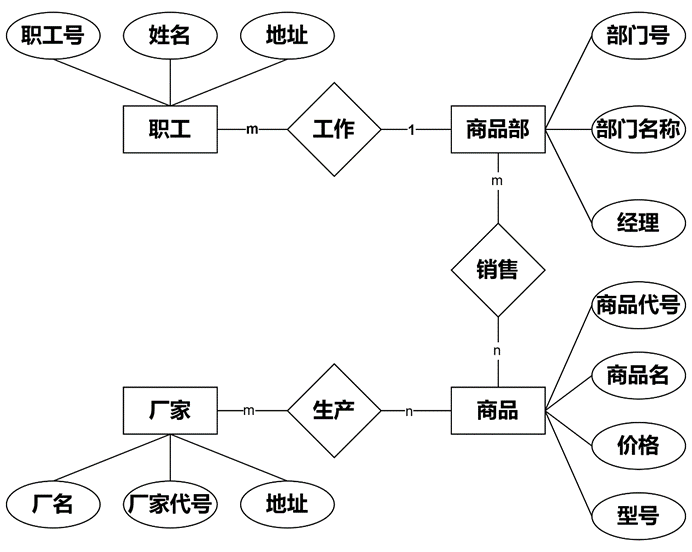 职工号
姓名
地址
部门号
职工
m
工作
1
商品部
部门名称
m
经理
销售
商品代号
n
商品名
厂家
m
生产
n
商品
价格
厂名
厂家代号
地址
型号